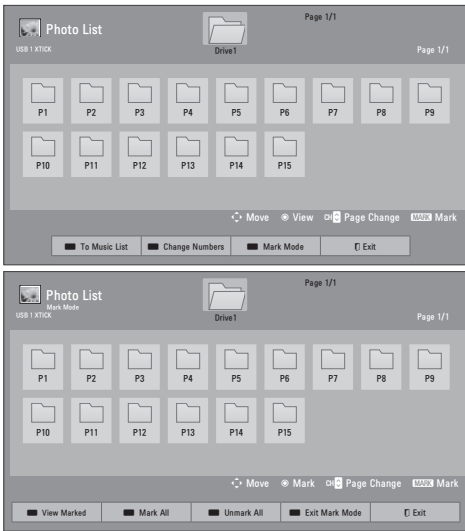 Page 1/1
Photo List
USB 1 XTICK
Drive1
Page 1/1
P1 P2 P3 P4 P5 P6 P7 P8 P9
P10 P11 P12 P13 P14 P15
Move View CH Page Change MARK Mark
To Music List Change Numbers Mark Mode Exit
Page 1/1
Photo List
Mark Mode
USB 1 XTICK
Drive1
Page 1/1
P1 P2 P3 P4 P5 P6 P7 P8 P9
P10 P11 P12 P13 P14 P15
Move Mark CH Page Change MARK Mark
View Marked Mark All Unmark All Exit Mark Mode Exit